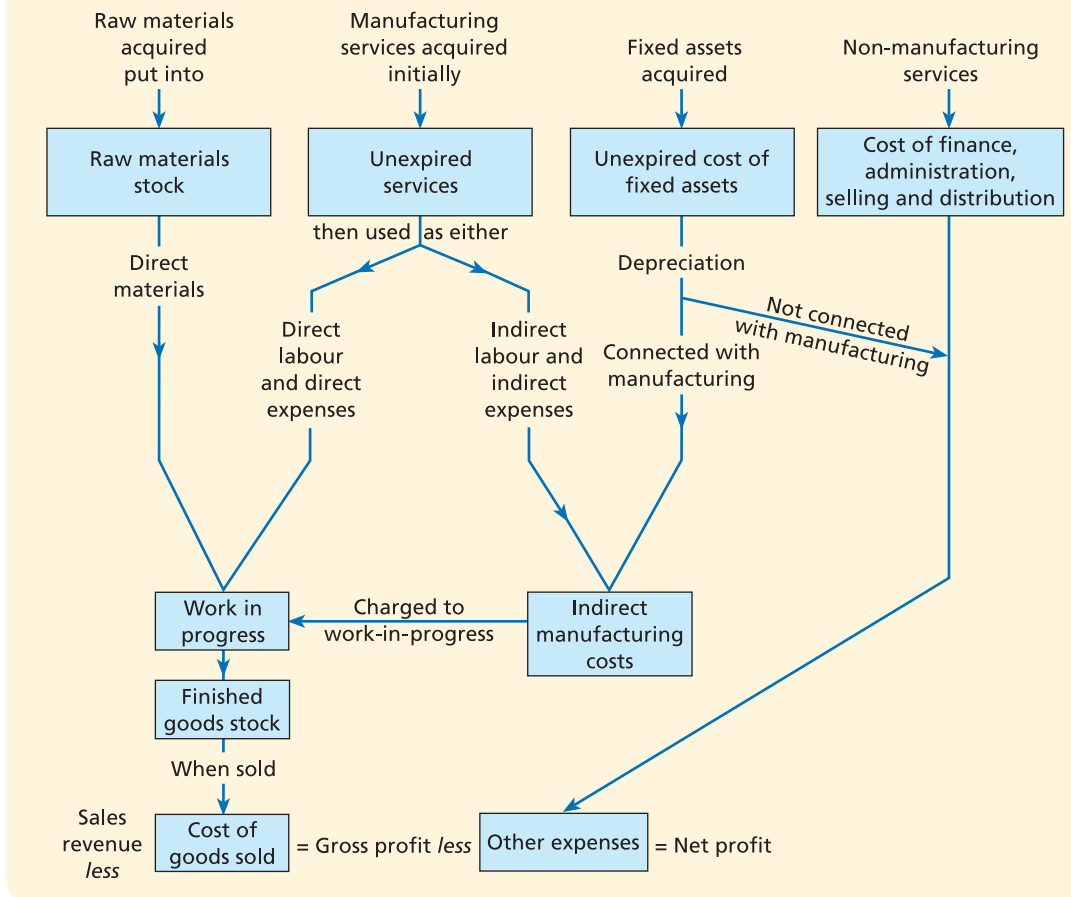 Raw materials
acquired
put into
Manufacturing
services acquired
initially
Fixed assets
acquired
Non-manufacturing
services
Raw materials
stock
Unexpired
services
Unexpired cost of
fixed assets
Cost of finance,
administration,
selling and distribution
then used as either
Direct
materials
Depreciation
Not connected
with manufacturing
Direct
labour
and direct
expenses
Indirect
labour and
indirect
expenses
Connected with
manufacturing
Work in
progress
Charged to
work-in-progress
Indirect
manufacturing
costs
Finished
goods stock
When sold
Sales
revenue
less
Cost of
goods sold
= Gross profit less
Other expenses
= Net profit